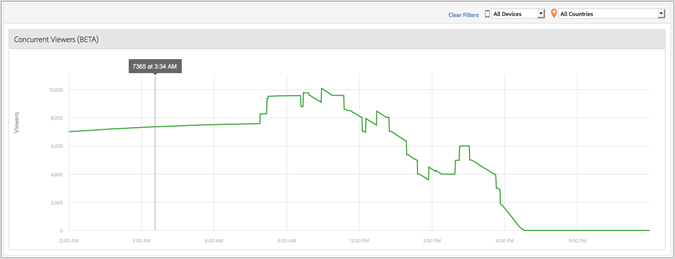 Clear Filters All Devices All Countries
Concurrent Viewers (BETA)
7365 at 3:34 AM
Viewers
10,000
8,000
6,000
4,000
2,000
0
12:00 AM 3:00 AM 6:00 AM 9:00 AM 12:00 PM 3:00 PM 6:00 PM 9:00 PM